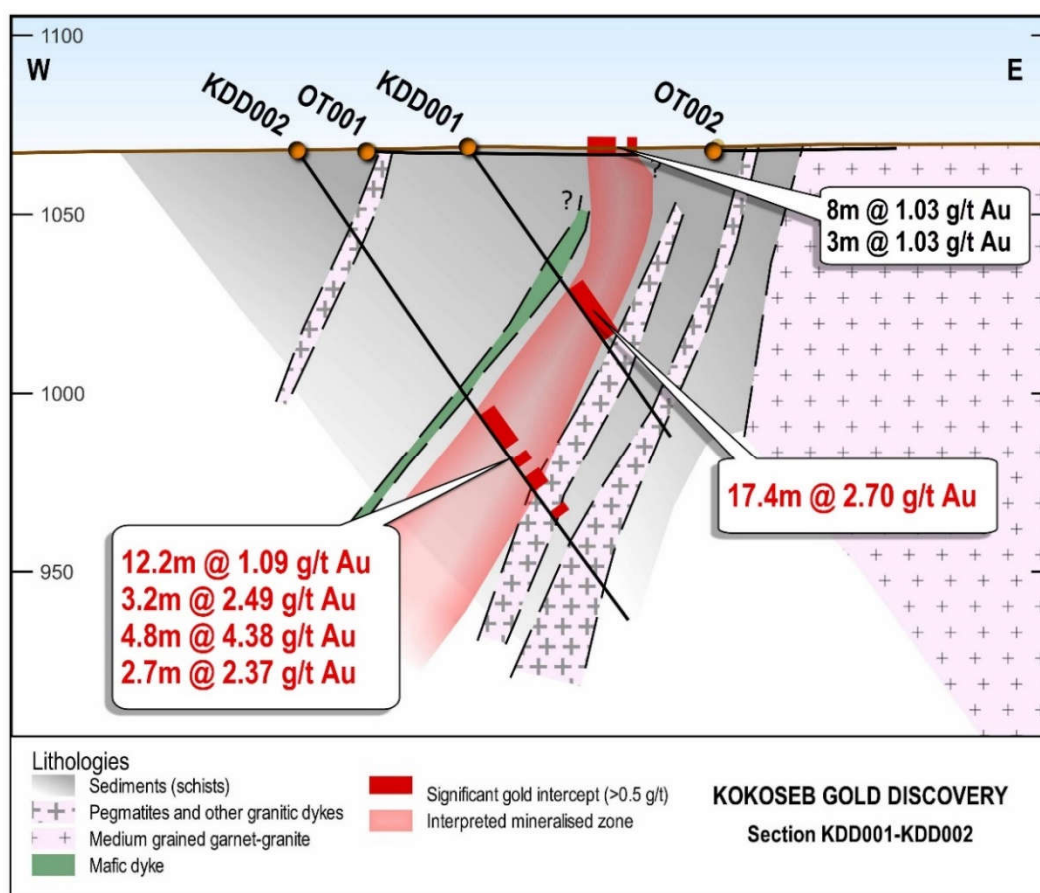 1100
W
E
KDD002
OT001
KDD001
OT002
1050
? 
?
8m @ 1.03 g/t Au
3m @ 1.03 g/t Au
1000
17.4m @ 2.70 g/t Au
950
12.2m @ 1.09 g/t Au
3.2m @ 2.49 g/t Au
4.8m @ 4.38 g/t Au
2.7m @ 2.37 g/t Au
Lithologies
Sediments (schists)
Pegmatites and other granitic dykes
Medium grained garnet-granite
Mafic dyke
Significant gold intercept (>0.5 g/t)
Interpreted mineralised zone
KOKOSEB GOLD DISCOVERY
Section KDD001-KDD002